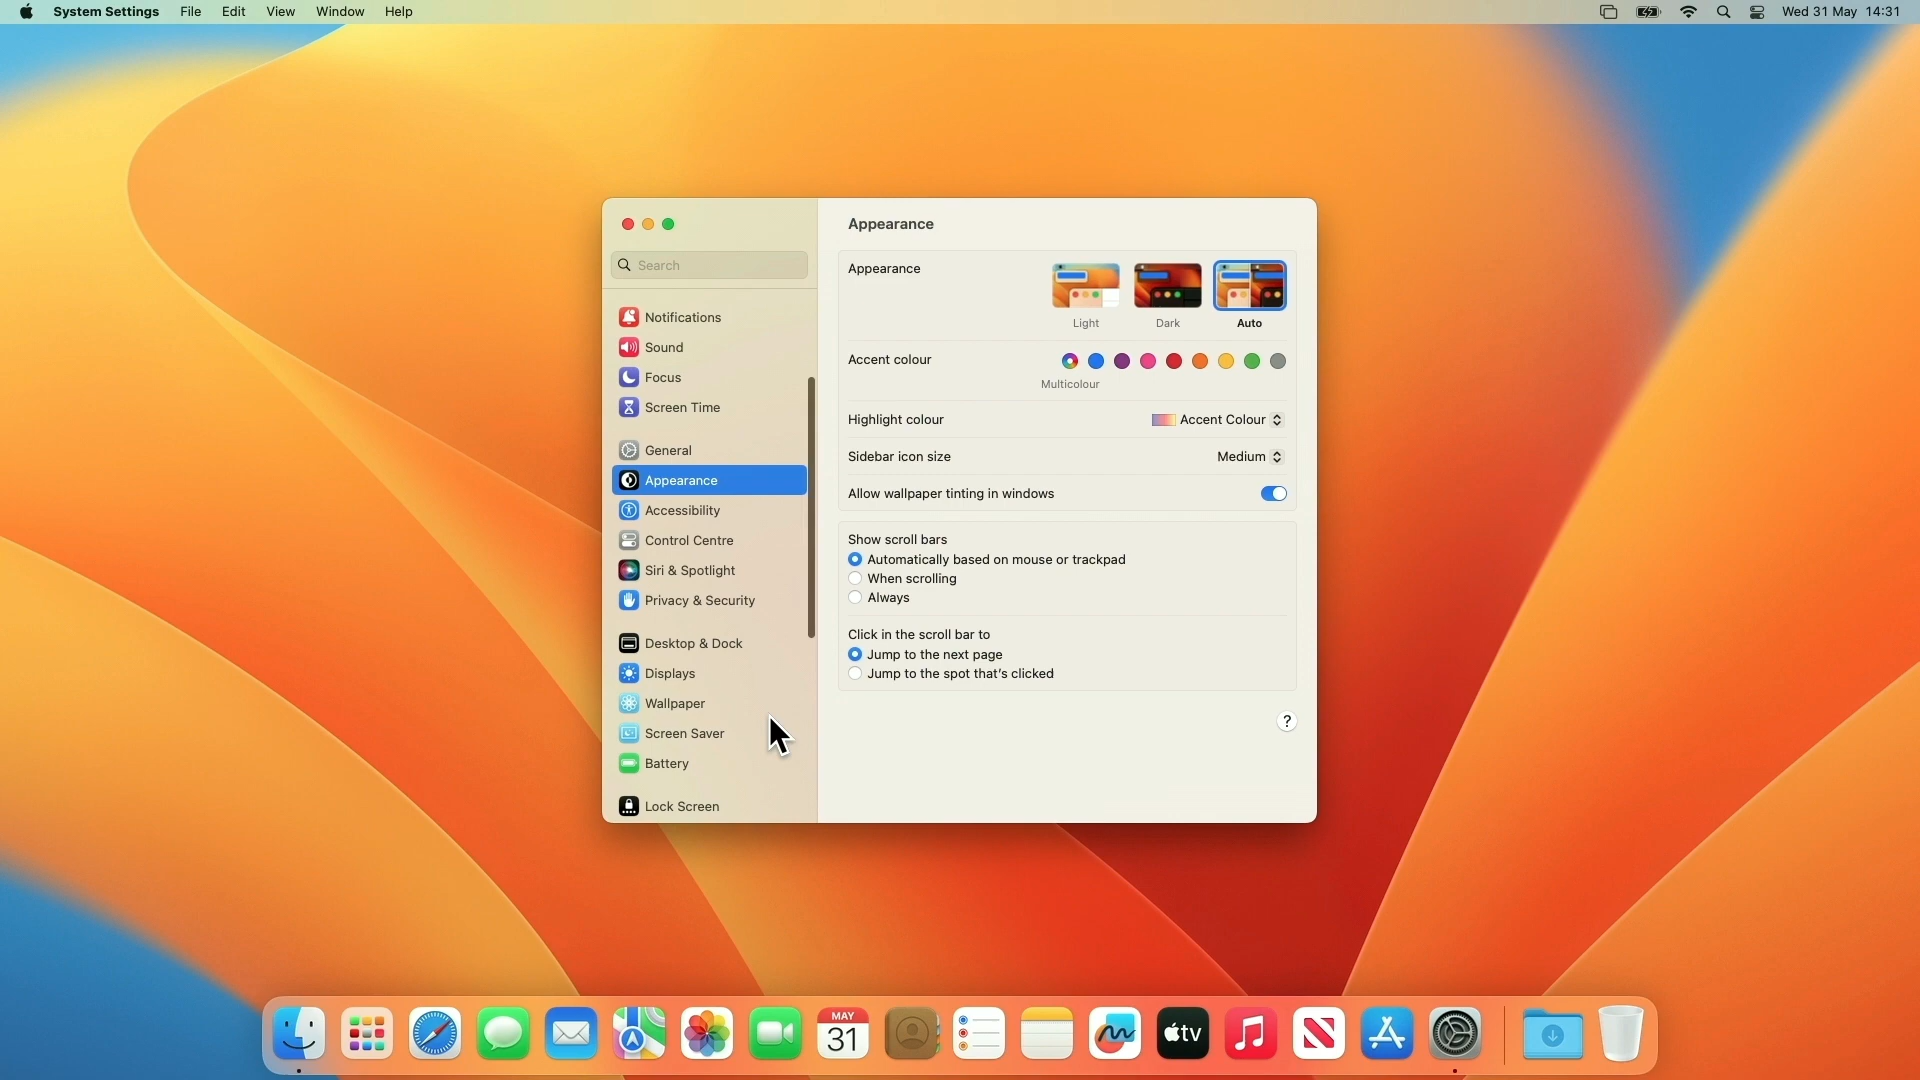 System Settings File Edit View Window Help Wed 31 May 14:31
Search
Notifications
Sound
Focus
Screen Time
General
Appearance
Accessibility
Control Centre
Siri & Spotlight
Privacy & Security
Desktop & Dock
Displays
Wallpaper
Screen Saver
Battery
Lock Screen
Appearance
Appearance
Light Dark Auto
Accent colour
Multicolour
Highlight colour Accent Colour
Sidebar icon size Medium
Allow wallpaper tinting in windows
Show scroll bars
Automatically based on mouse or trackpad
When scrolling
Always
Click in the scroll bar to
Jump to the next page
Jump to the spot that's clicked
?
MAY
31
tv